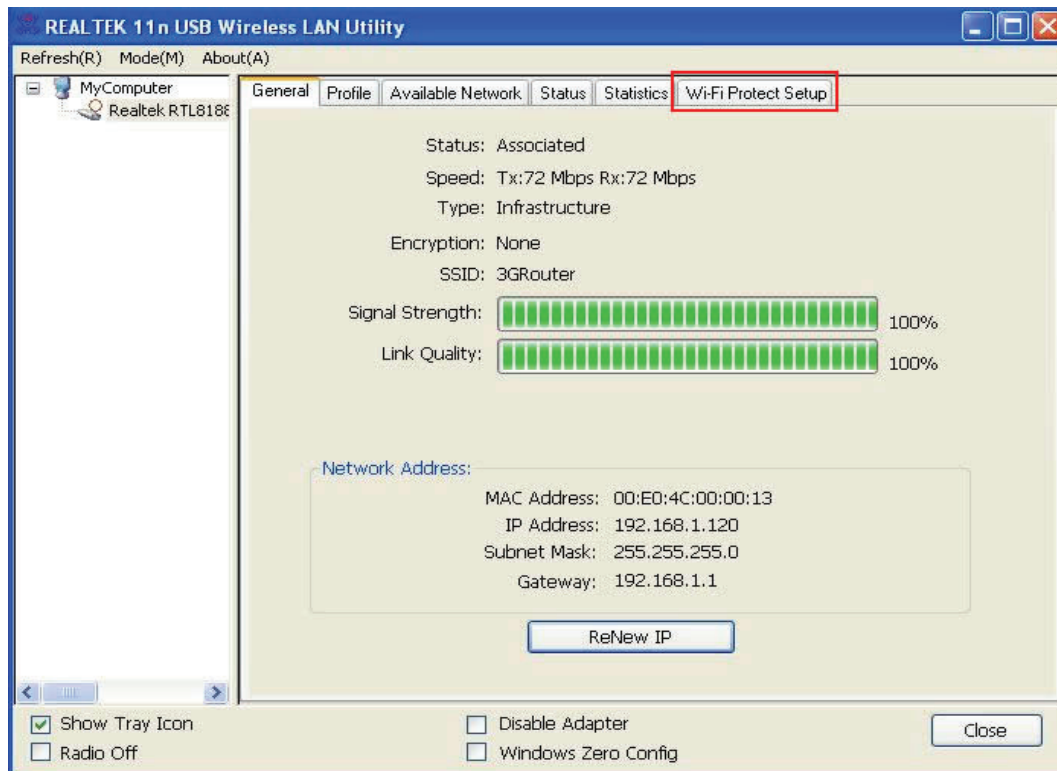 REALTEK 11n USB Wireless LAN Utility
Refresh(R) Mode(M) About(A)
MyComputer
Realtek RTL8188
General Profile Available Network Status Statistics Wi-Fi Protect Setup
Status: Associated
Speed: Tx:72 Mbps Rx:72 Mbps
Type: Infrastructure
Encryption: None
SSID: 3GRouter
Signal Strength: 100%
Link Quality: 100%
Network Address:
MAC Address: 00:E0:4C:00:00:13
IP Address: 192.168.1.120
Subnet Mask: 255.255.255.0
Gateway: 192.168.1.1
ReNew IP
Show Tray Icon Disable Adapter Close
Radio Off Windows Zero Config